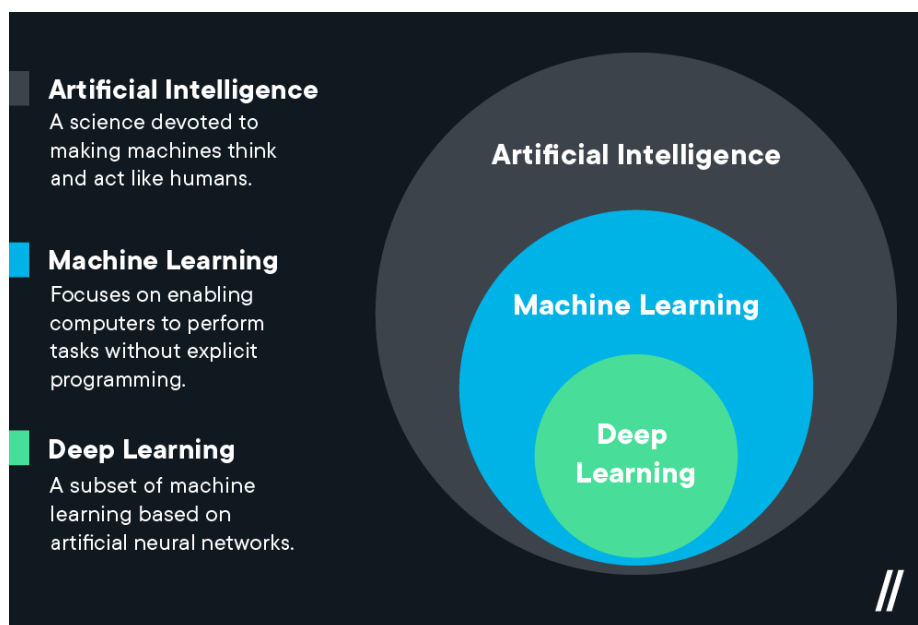 Artificial Intelligence
A science devoted to
making machines think
and act like humans.
Machine Learning
Focuses on enabling
computers to perform
tasks without explicit
programming.
Deep Learning
A subset of machine
learning based on
artificial neural networks.
Artificial Intelligence
Machine Learning
Deep
Learning
//